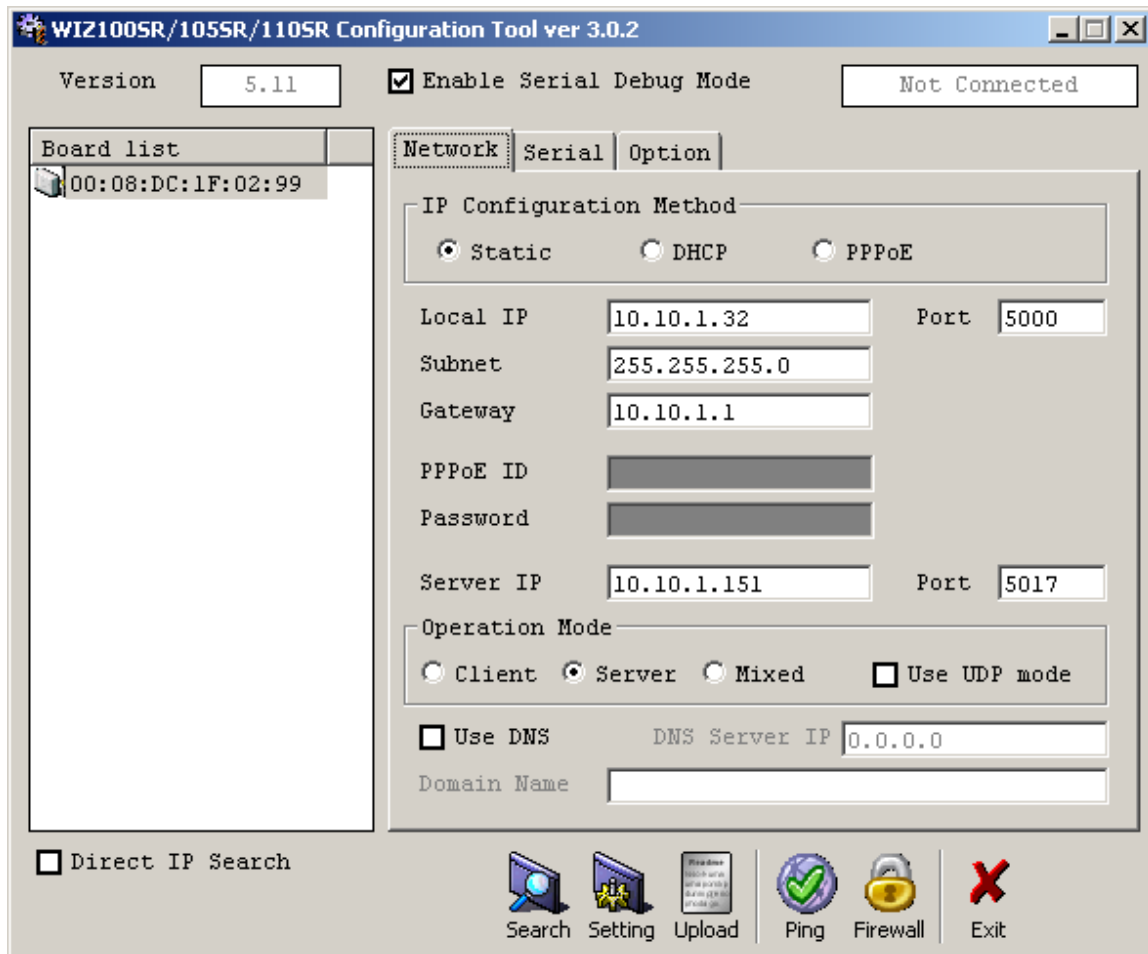 WIZ100SR/105SR/110SR Configuration Tool ver 3.0.2
Version 5.11 Enable Serial Debug Mode Not Connected
Board list
00:08:DC:1F:02:99
Network Serial Option
IP Configuration Method
Static DHCP PPPoE
Local IP 10.10.1.32 Port 5000
Subnet 255.255.255.0
Gateway 10.10.1.1
PPPoE ID
Password
Server IP 10.10.1.151 Port 5017
Operation Mode
Client Server Mixed Use UDP mode
Use DNS DNS Server IP 0.0.0.0
Domain Name
Direct IP Search
Readme
Search Setting Upload Ping Firewall Exit